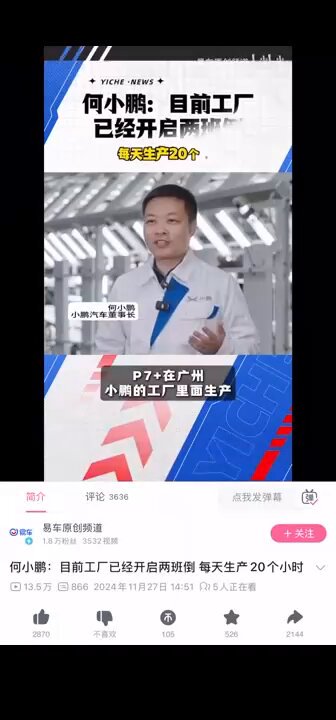 YICHE·NEWS
何小鹏：目前工厂
已经开启两班倒
每天生产20个
何小鹏
小鹏汽车董事长
P7+在广州
小鹏的工厂里面生产
YICHE
简介
评论 3636
点我发弹幕
弹
易车
易车原创频道
1.8万粉丝 3532视频
+ 关注
何小鹏：目前工厂已经开启两班倒 每天生产20个小时
13.5万 866 2024年11月27日 14:51 5人正在看
2870
不喜欢
105
526
2144